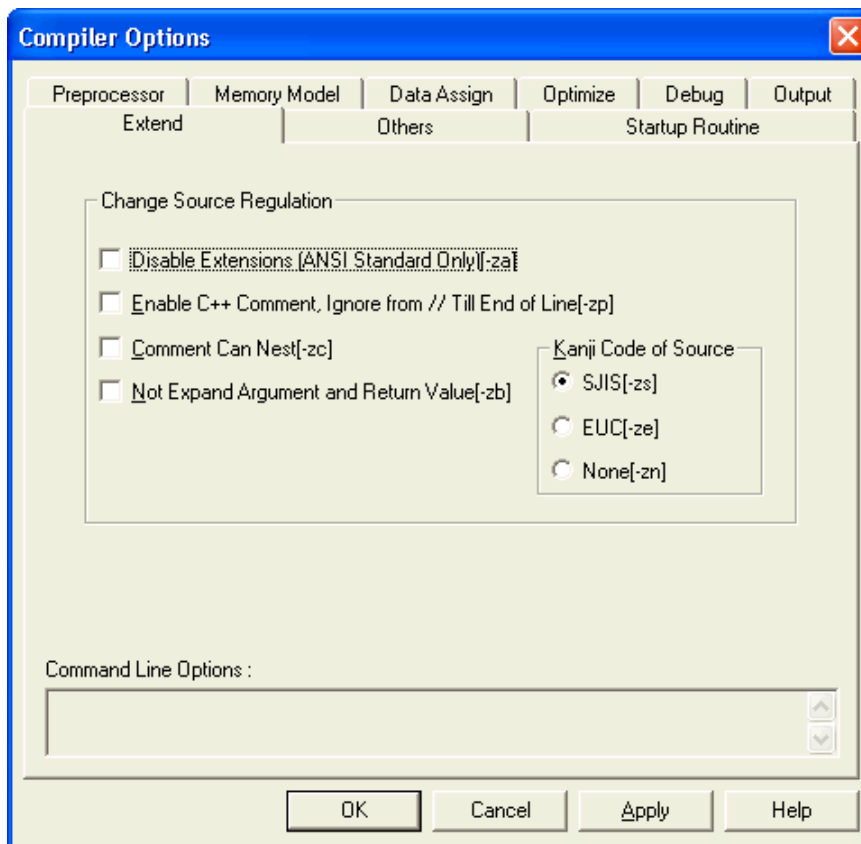 Compiler Options
Preprocessor Memory Model Data Assign Optimize Debug Output
Extend Others Startup Routine
Change Source Regulation
Disable Extensions (ANSI Standard Only)[-za]
Enable C++ Comment, Ignore from // Till End of Line[-zp]
Comment Can Nest[-zc]
Not Expand Argument and Return Value[-zb]
Kanji Code of Source
SJIS[-zs]
EUC[-ze]
None[-zn]
Command Line Options :
OK Cancel Apply Help